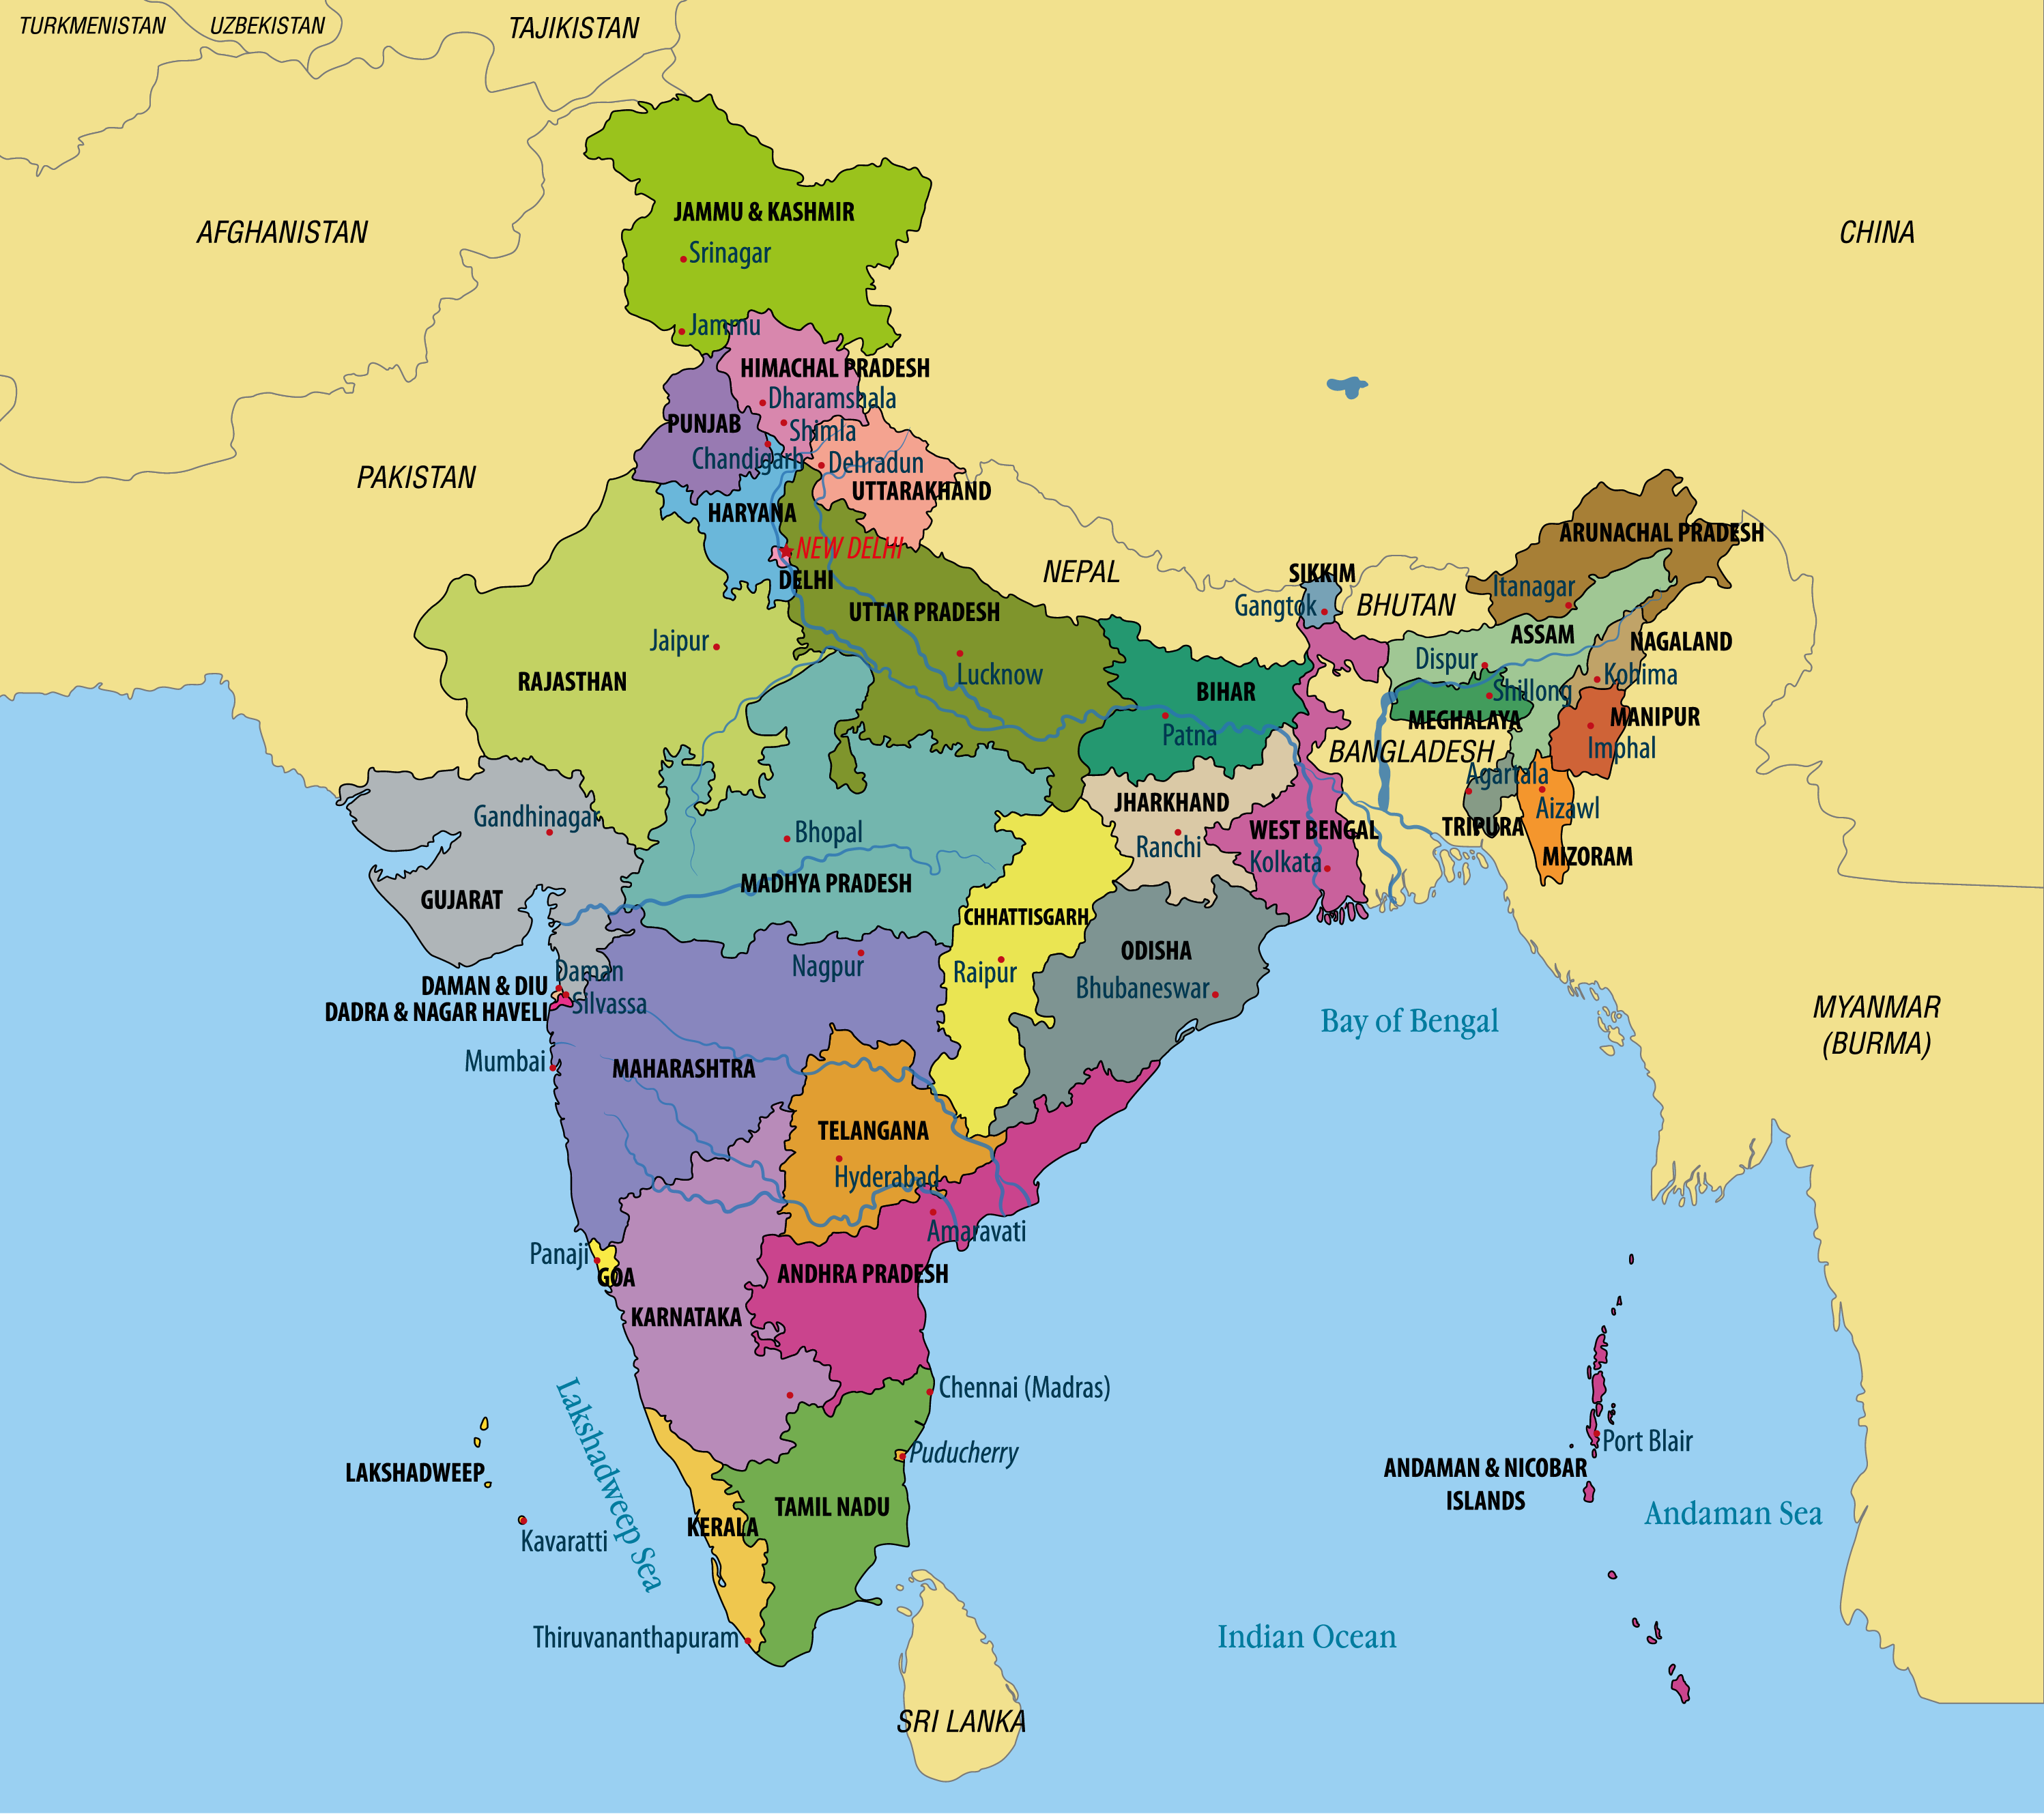 TURKMENISTAN
UZBEKISTAN
TAJIKISTAN
AFGHANISTAN
CHINA
JAMMU & KASHMIR
Srinagar
Jammu
HIMACHAL PRADESH
Dharamshala
PUNJAB
Shimla
Chandigarh
Dehradun
PAKISTAN
UTTARAKHAND
HARYANA
ARUNACHAL PRADESH
NEW DELHI
NEPAL
SIKKIM
DELHI
Itanagar
Gangtok
BHUTAN
UTTAR PRADESH
ASSAM
NAGALAND
Jaipur
Dispur
Lucknow
Kohima
RAJASTHAN
BIHAR
Shillong
MEGHALAYA
MANIPUR
Patna
BANGLADESH
Imphal
Agartala
JHARKHAND
Aizawl
Gandhinagar
Bhopal
WEST BENGAL
TRIPURA
Ranchi
MIZORAM
Kolkata
MADHYA PRADESH
GUJARAT
CHHATTISGARH
ODISHA
Nagpur
Daman
Raipur
DAMAN & DIU
Bhubaneswar
Silvassa
DADRA & NAGAR HAVELI
MYANMAR
(BURMA)
Bay of Bengal
Mumbai
MAHARASHTRA
TELANGANA
Hyderabad
Amaravati
Panaji
GOA
ANDHRA PRADESH
KARNATAKA
Chennai (Madras)
Lakshadweep Sea
Port Blair
Puducherry
LAKSHADWEEP
ANDAMAN & NICOBAR
ISLANDS
TAMIL NADU
Andaman Sea
KERALA
Kavaratti
Thiruvananthapuram
Indian Ocean
SRI LANKA